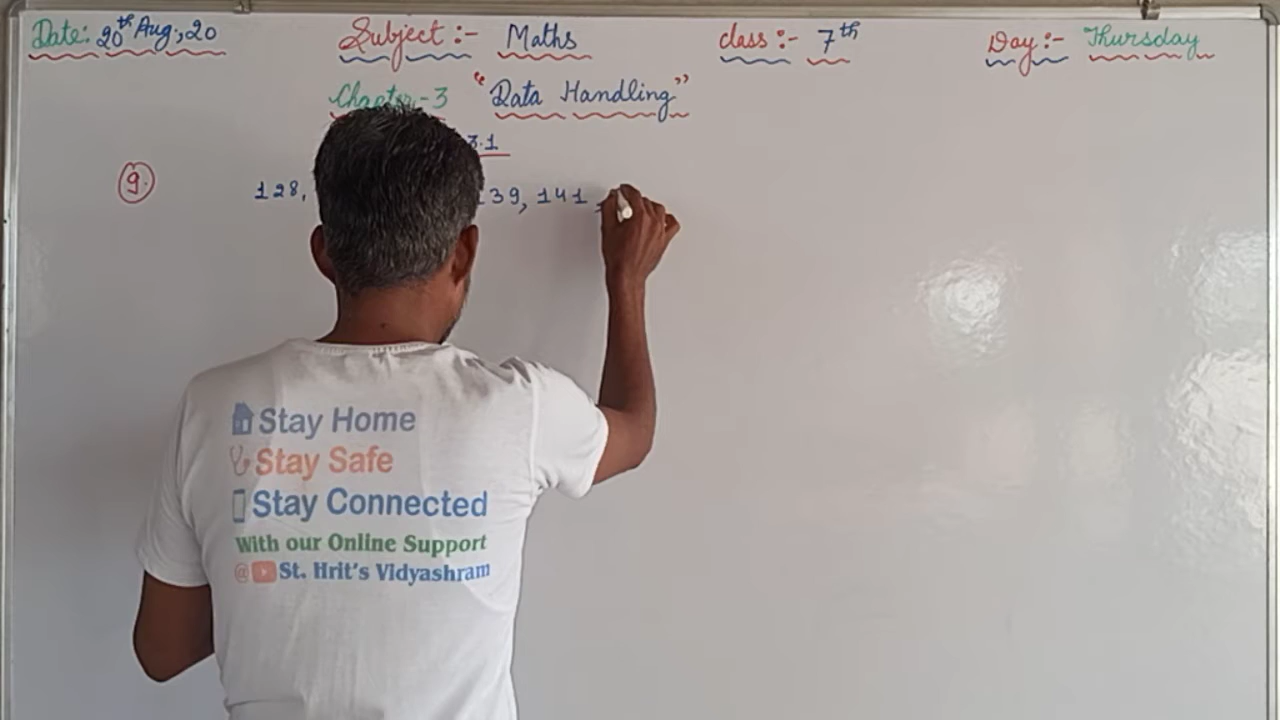 Date: 20th Aug., 20 Subject :- Maths class :- 7th Day :- Thursday
Chapter-3 "Data Handling"
3.1
9. 128, 139, 141,
Stay Home
Stay Safe
Stay Connected
With our Online Support
@ St. Hrit's Vidyashram